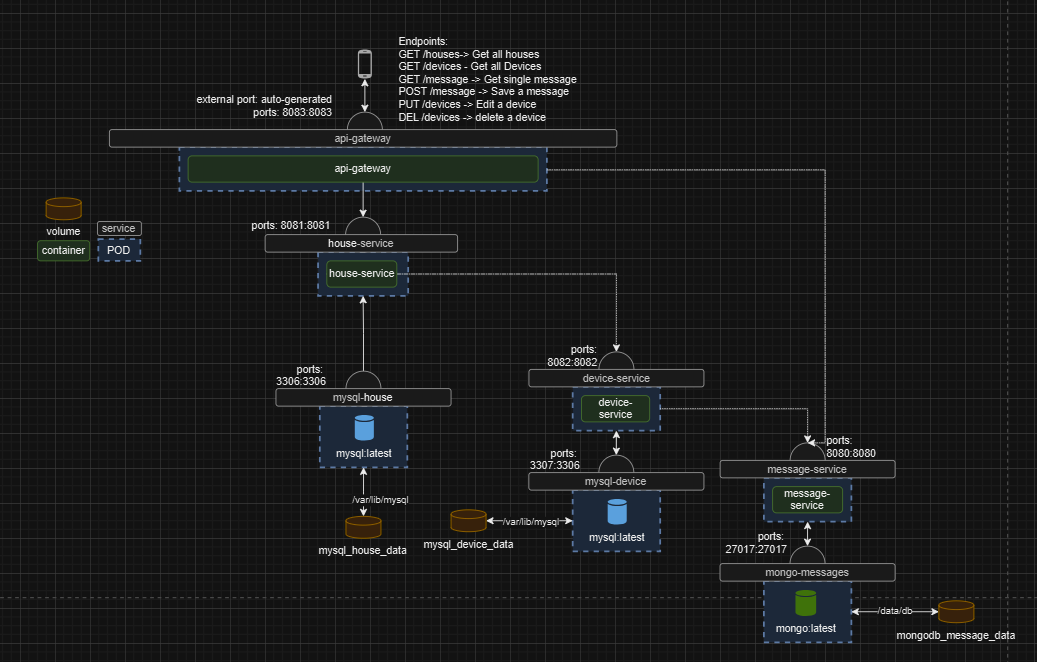 Endpoints:
GET /houses-> Get all houses
GET /devices - Get all Devices
GET /message -> Get single message
POST /message -> Save a message
PUT /devices -> Edit a device
DEL /devices -> delete a device
external port: auto-generated
ports: 8083:8083
api-gateway
api-gateway
volume
service
container
POD
ports: 8081:8081
house-service
house-service
ports:
8082:8082
device-service
device-
service
ports:
3306:3306
mysql-house
mysql:latest
/var/lib/mysql
mysql_house_data
ports:
3307:3306
mysql-device
mysql:latest
/var/lib/mysql
mysql_device_data
ports:
8080:8080
message-service
message-
service
ports:
27017:27017
mongo-messages
mongo:latest
/data/db
mongodb_message_data